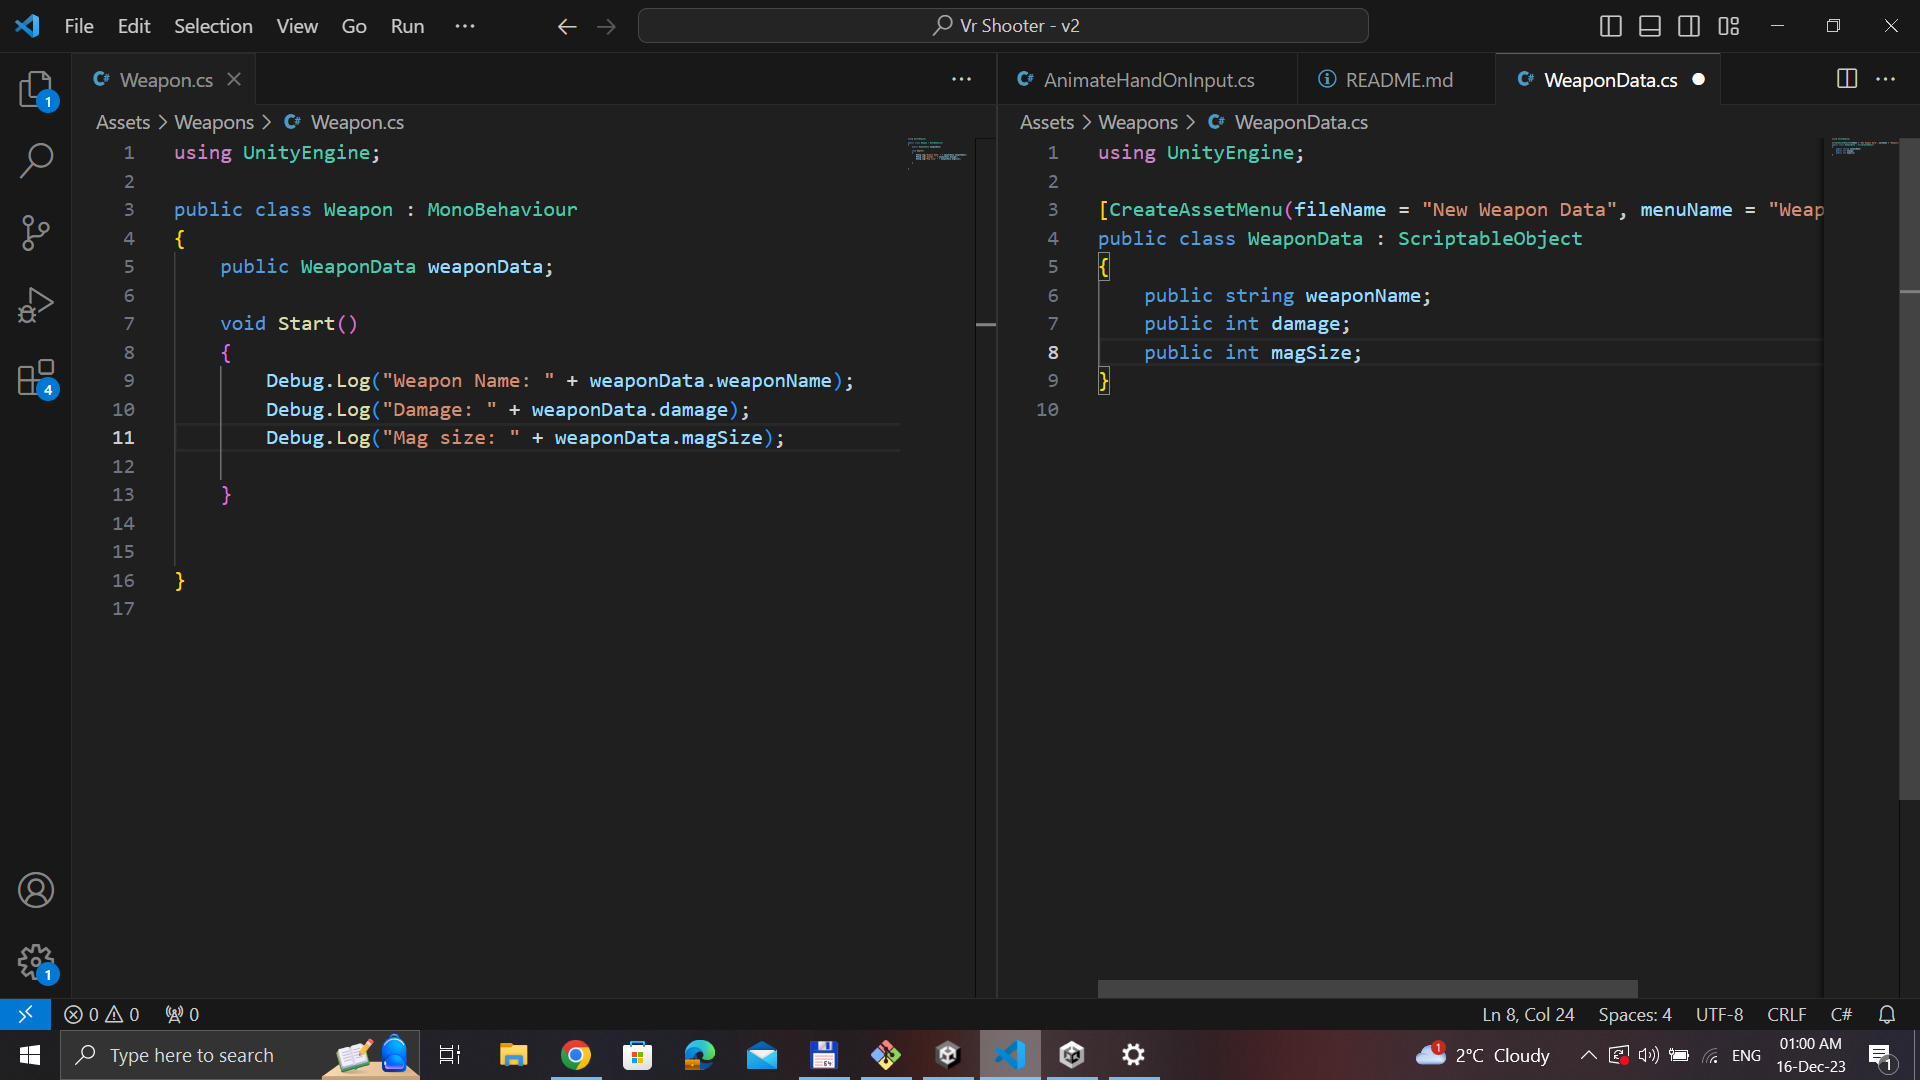 File Edit Selection View Go Run ···
Vr Shooter - v2
Weapon.cs
AnimateHandOnInput.cs README.md WeaponData.cs
Assets > Weapons > Weapon.cs
1 using UnityEngine;
2
3 public class Weapon : MonoBehaviour
4 {
5 public WeaponData weaponData;
6
7 void Start()
8 {
9 Debug.Log("Weapon Name: " + weaponData.weaponName);
10 Debug.Log("Damage: " + weaponData.damage);
11 Debug.Log("Mag size: " + weaponData.magSize);
12
13 }
14
15
16 }
17
Assets > Weapons > WeaponData.cs
1 using UnityEngine;
2
3 [CreateAssetMenu(fileName = "New Weapon Data", menuName = "Weap
4 public class WeaponData : ScriptableObject
5 {
6 public string weaponName;
7 public int damage;
8 public int magSize;
9 }
10
1
4
1
0 0 0
Ln 8, Col 24 Spaces: 4 UTF-8 CRLF C#
Type here to search
64
1
2°C Cloudy
ENG
01:00 AM
16-Dec-23
1